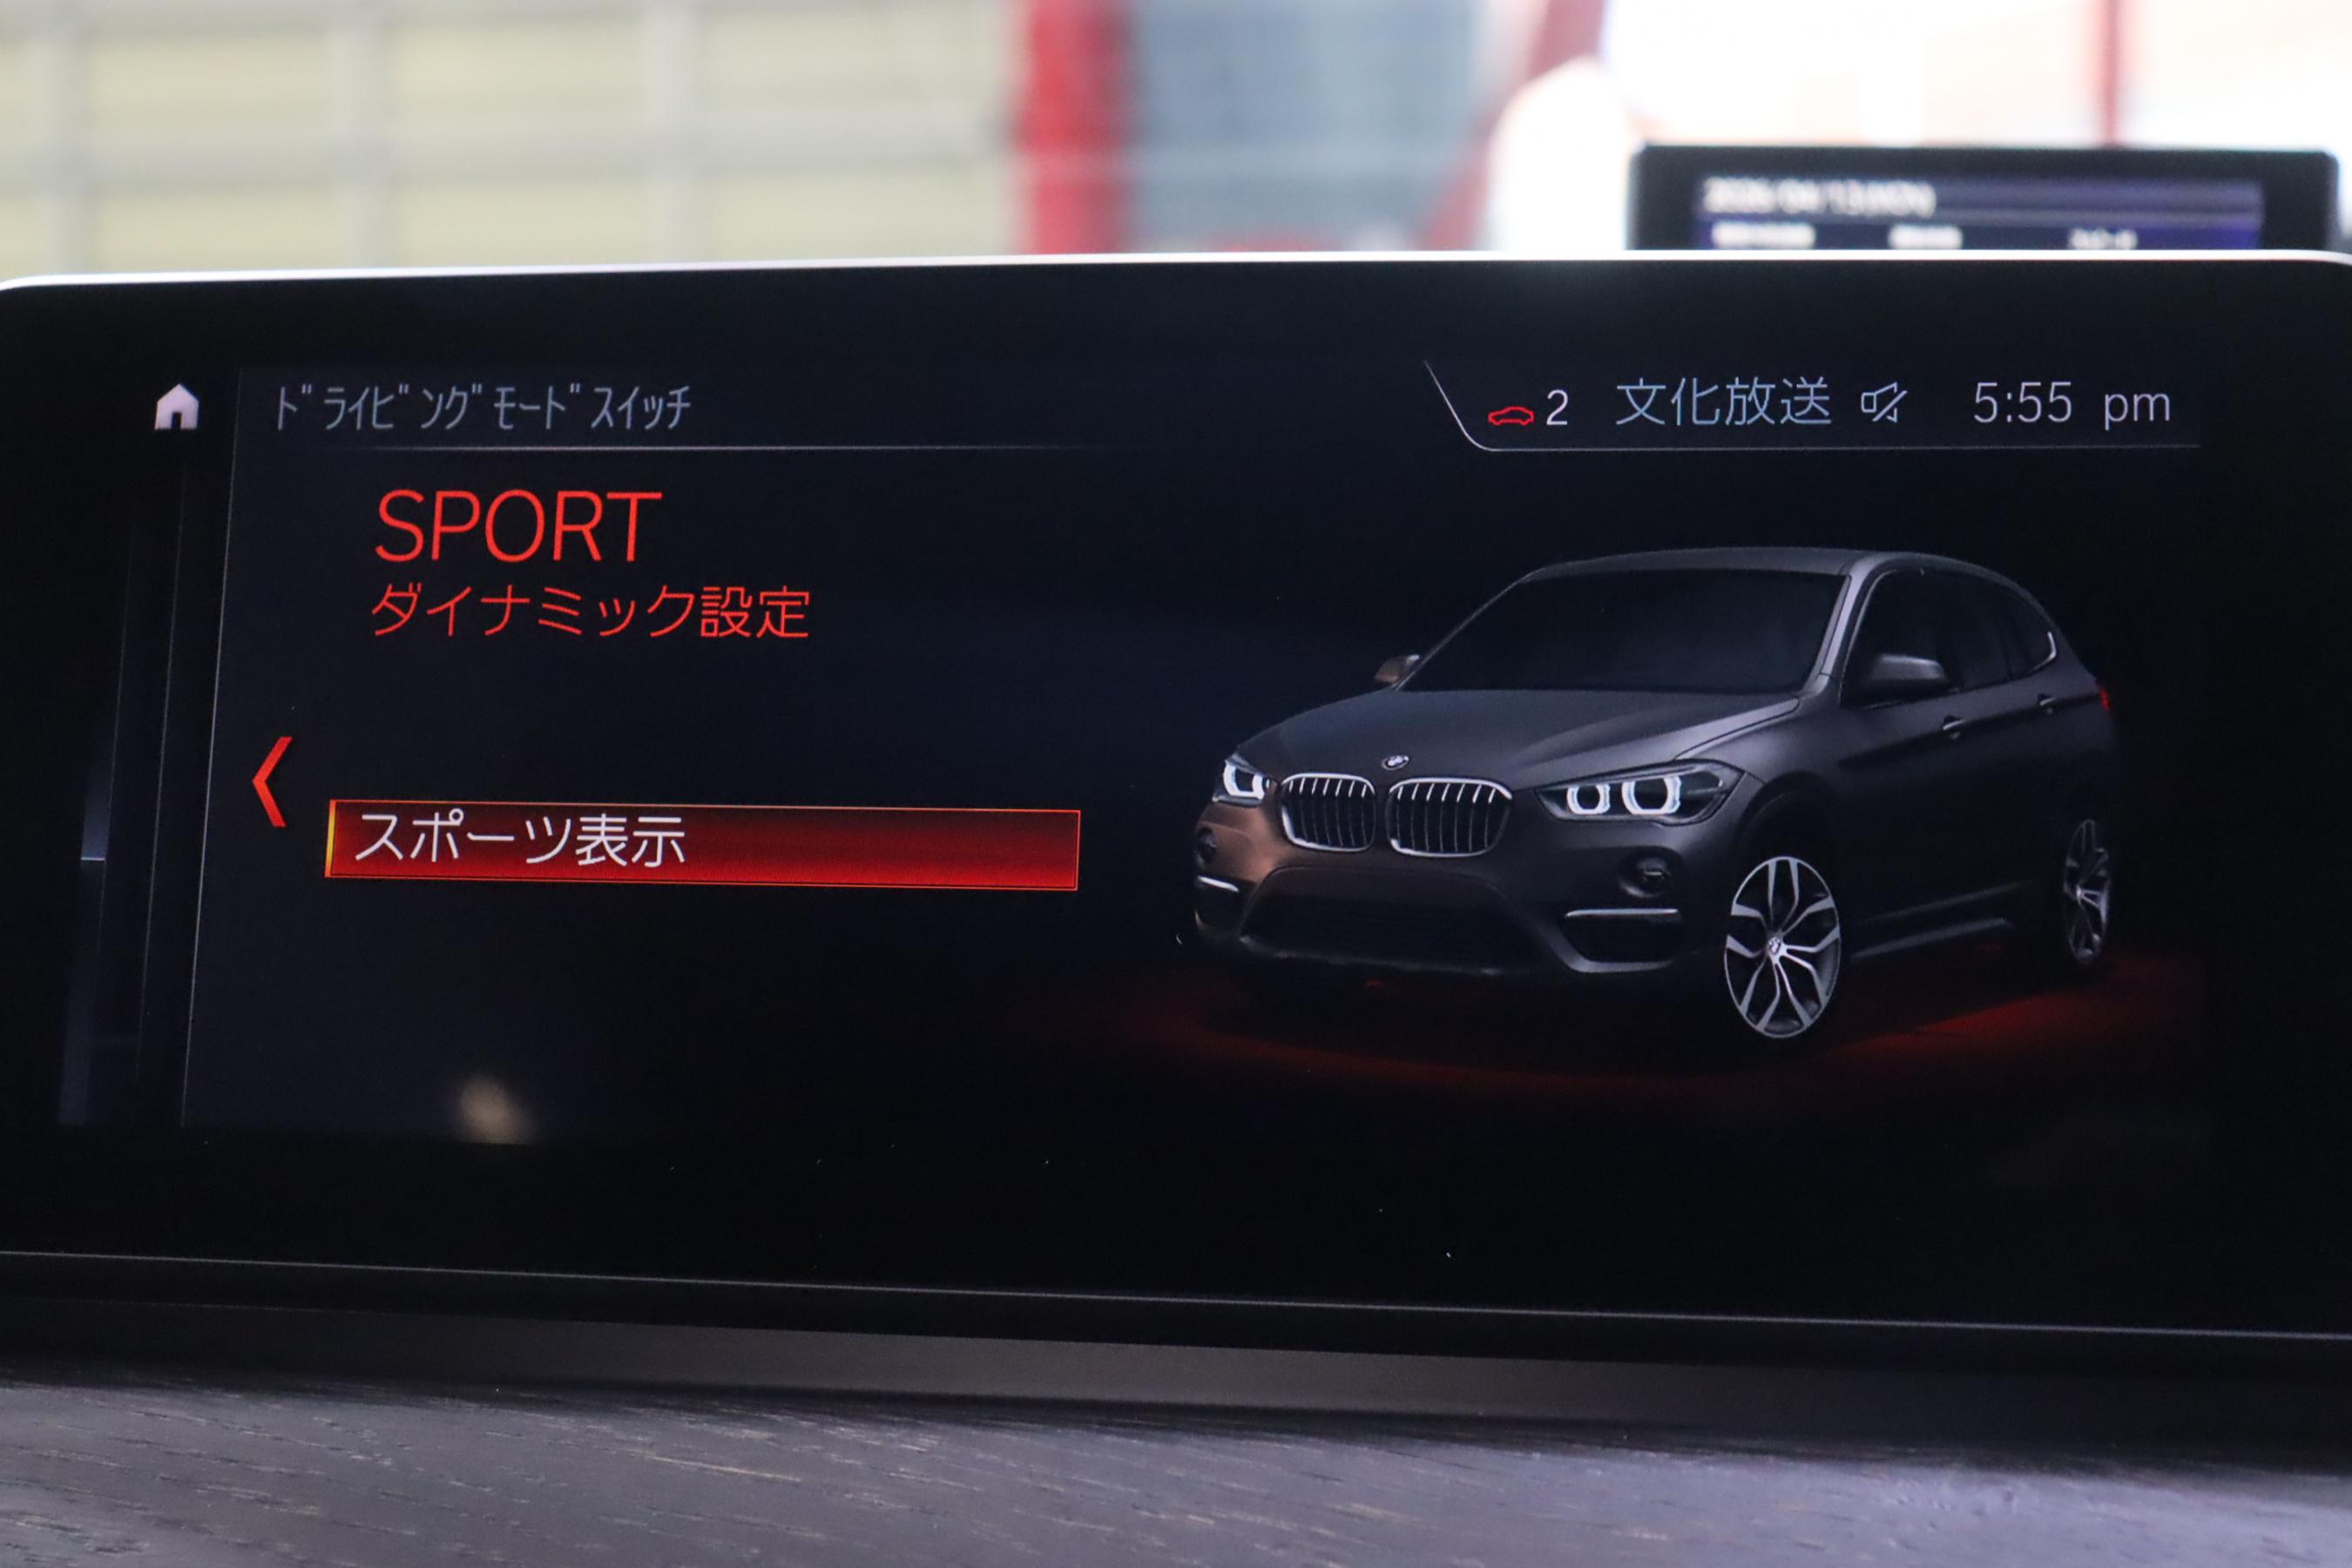 ﾄﾞﾗｲﾋﾞﾝｸﾞﾓｰﾄﾞｽｲｯﾁ
2 文化放送 5:55 pm
SPORT
ダイナミック設定
スポーツ表示